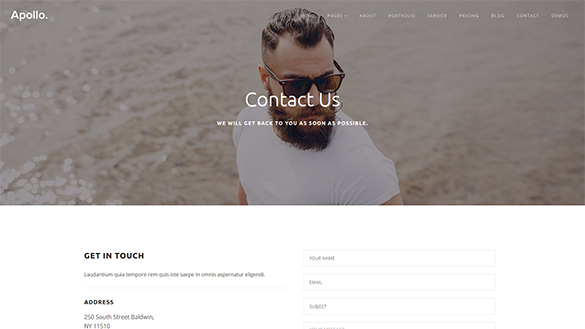 Apollo.
HOME
PAGES
ABOUT
PORTFOLIO
SERVICE
PRICING
BLOG
CONTACT
DEMOS
Contact Us
WE WILL GET BACK TO YOU AS SOON AS POSSIBLE.
GET IN TOUCH
Laudantium quia tempore rem quis iste saepe in omnis aspernatur eligendi.
ADDRESS
250 South Street Baldwin,
NY 11510
YOUR NAME
EMAIL
SUBJECT